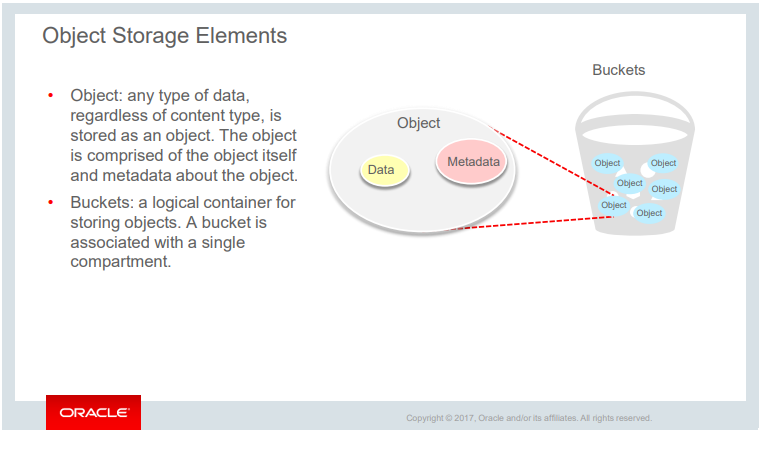 Object Storage Elements
• Object: any type of data,
regardless of content type, is
stored as an object. The object
is comprised of the object itself
and metadata about the object.
• Buckets: a logical container for
storing objects. A bucket is
associated with a single
compartment.
Object
Data
Metadata
Buckets
Object
Object
Object
Object
Object
Object
ORACLE
Copyright © 2017, Oracle and/or its affiliates. All rights reserved.